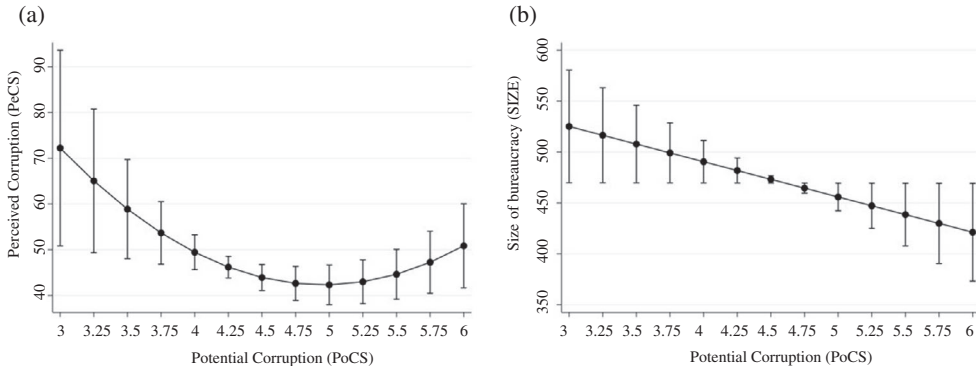 (a)
Perceived Corruption (PeCS)
90
80
70
60
50
40
3 3.25 3.5 3.75 4 4.25 4.5 4.75 5 5.25 5.5 5.75 6
Potential Corruption (PoCS)
(b)
Size of bureaucracy (SIZE)
600
550
500
450
400
350
3 3.25 3.5 3.75 4 4.25 4.5 4.75 5 5.25 5.5 5.75 6
Potential Corruption (PoCS)